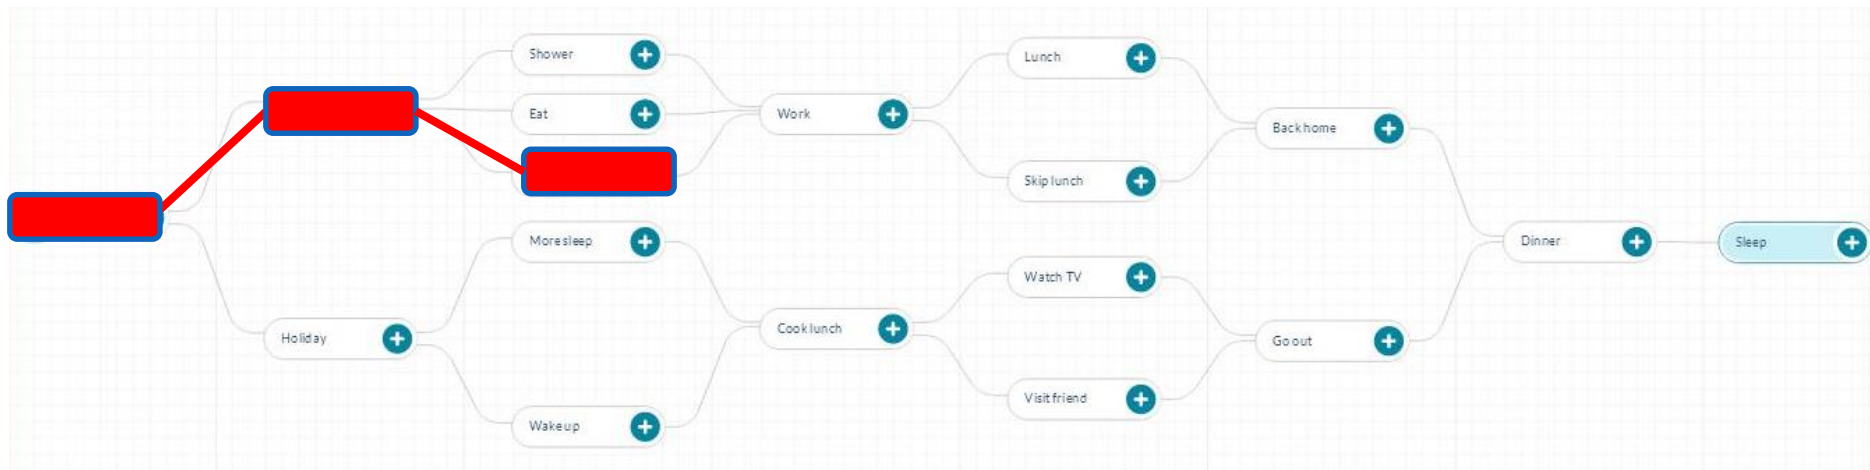 Shower
Eat
Work
Lunch
Skip lunch
Back home
More sleep
Holiday
Wake up
Cook lunch
Watch TV
Visit friend
Go out
Dinner
Sleep